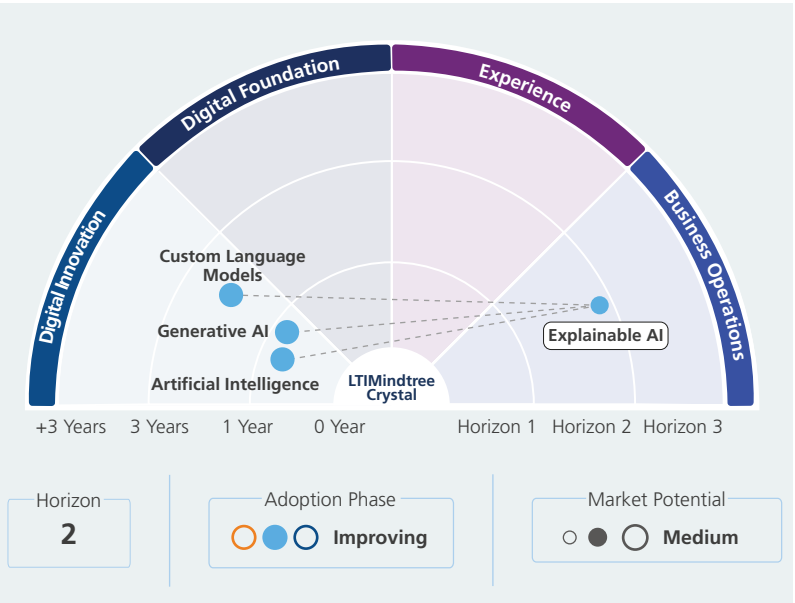 Digital Foundation
Experience
Digital Innovation
Business Operations
Custom Language
Models
Generative AI
Explainable AI
Artificial Intelligence
LTIMindtree
Crystal
+3 Years
3 Years
1 Year
0 Year
Horizon 1
Horizon 2
Horizon 3
Horizon
2
Adoption Phase
Improving
Market Potential
Medium